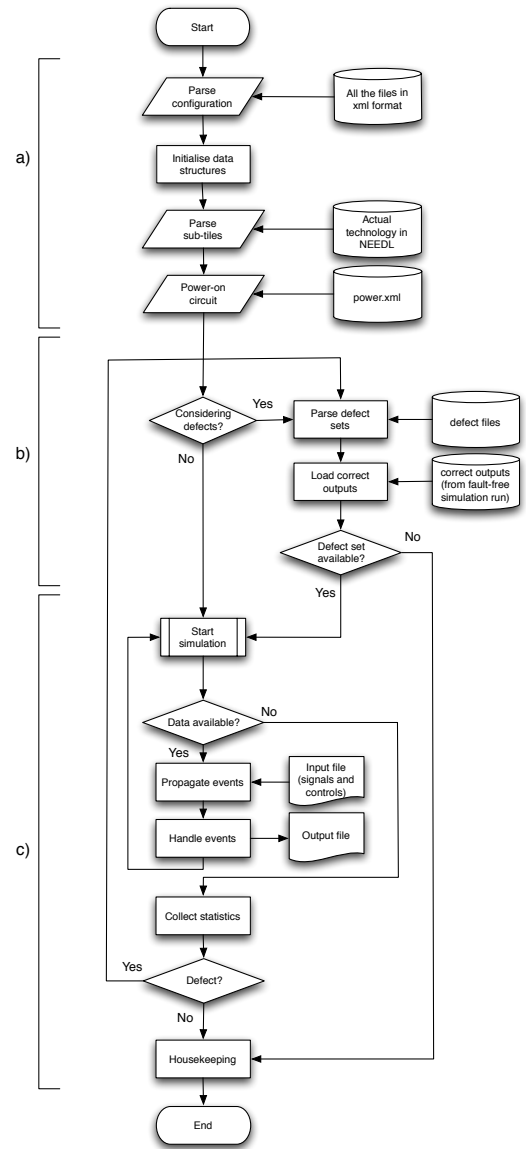 Start
a)
Parse
configuration
All the files in
xml format
Initialise data
structures
Parse
sub-tiles
Actual
technology in
NEEDL
Power-on
circuit
power.xml
b)
Considering
defects?
Yes
No
Parse defect
sets
defect files
Load correct
outputs
correct outputs
(from fault-free
simulation run)
Defect set
available?
No
Yes
c)
Start
simulation
Data available?
No
Yes
Propagate events
Input file
(signals and
controls)
Handle events
Output file
Collect statistics
Defect?
Yes
No
Housekeeping
End